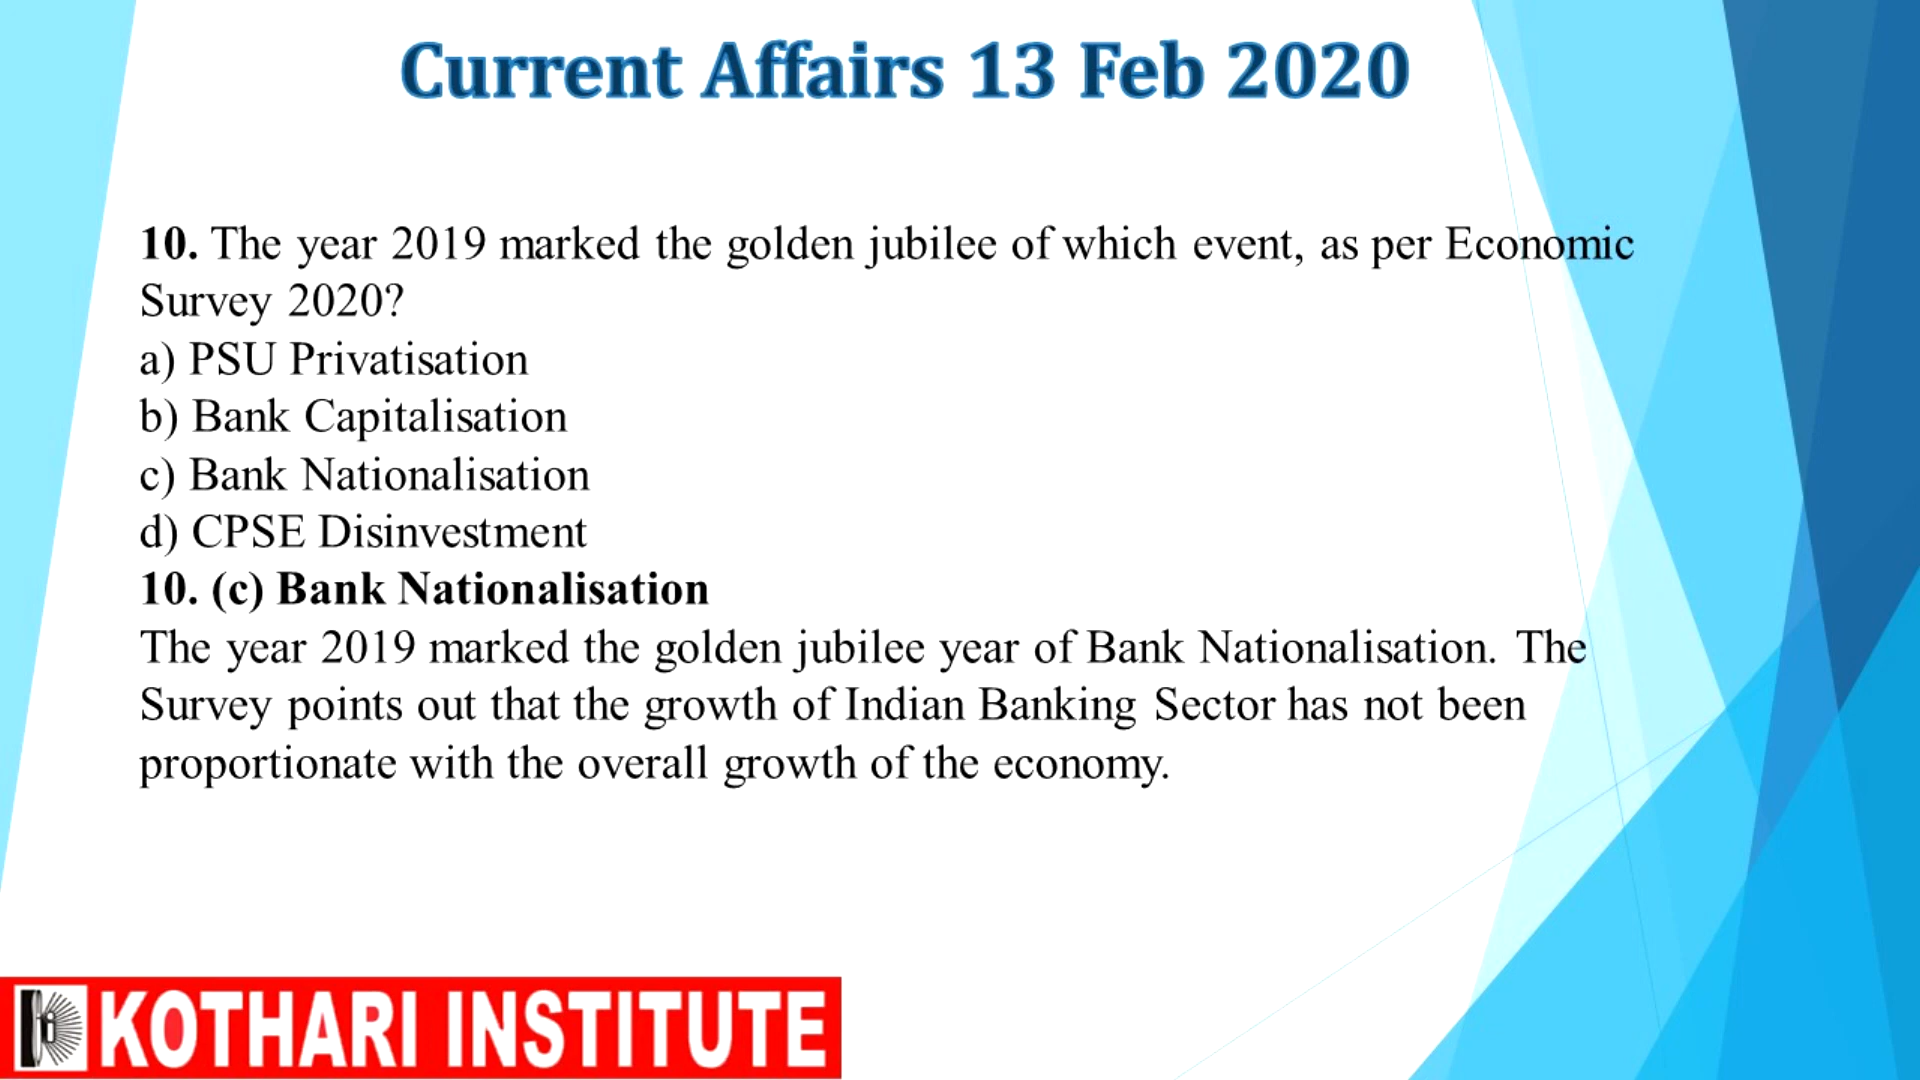 Current Affairs 13 Feb 2020
10. The year 2019 marked the golden jubilee of which event, as per Economic
Survey 2020?
a) PSU Privatisation
b) Bank Capitalisation
c) Bank Nationalisation
d) CPSE Disinvestment
10. (c) Bank Nationalisation
The year 2019 marked the golden jubilee year of Bank Nationalisation. The
Survey points out that the growth of Indian Banking Sector has not been
proportionate with the overall growth of the economy.
KOTHARI INSTITUTE